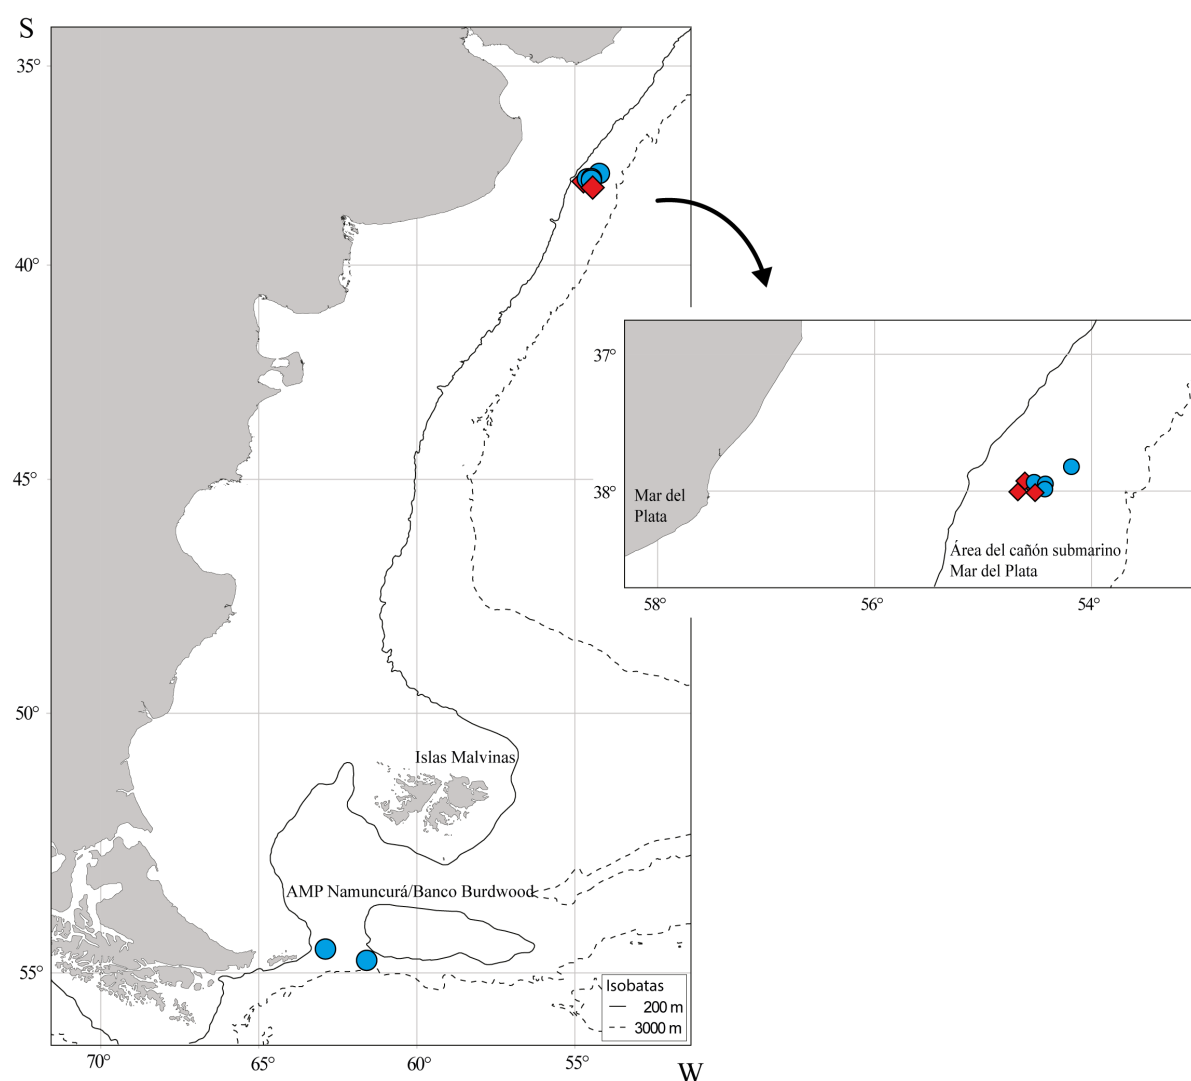 S
35°
40°
45°
50°
55°
70°
65°
60°
55°
W
Islas Malvinas
AMP Namuncurá/Banco Burdwood
Isobatas
200 m
3000 m
37°
38°
Mar del
Plata
Área del cañón submarino
Mar del Plata
58°
56°
54°